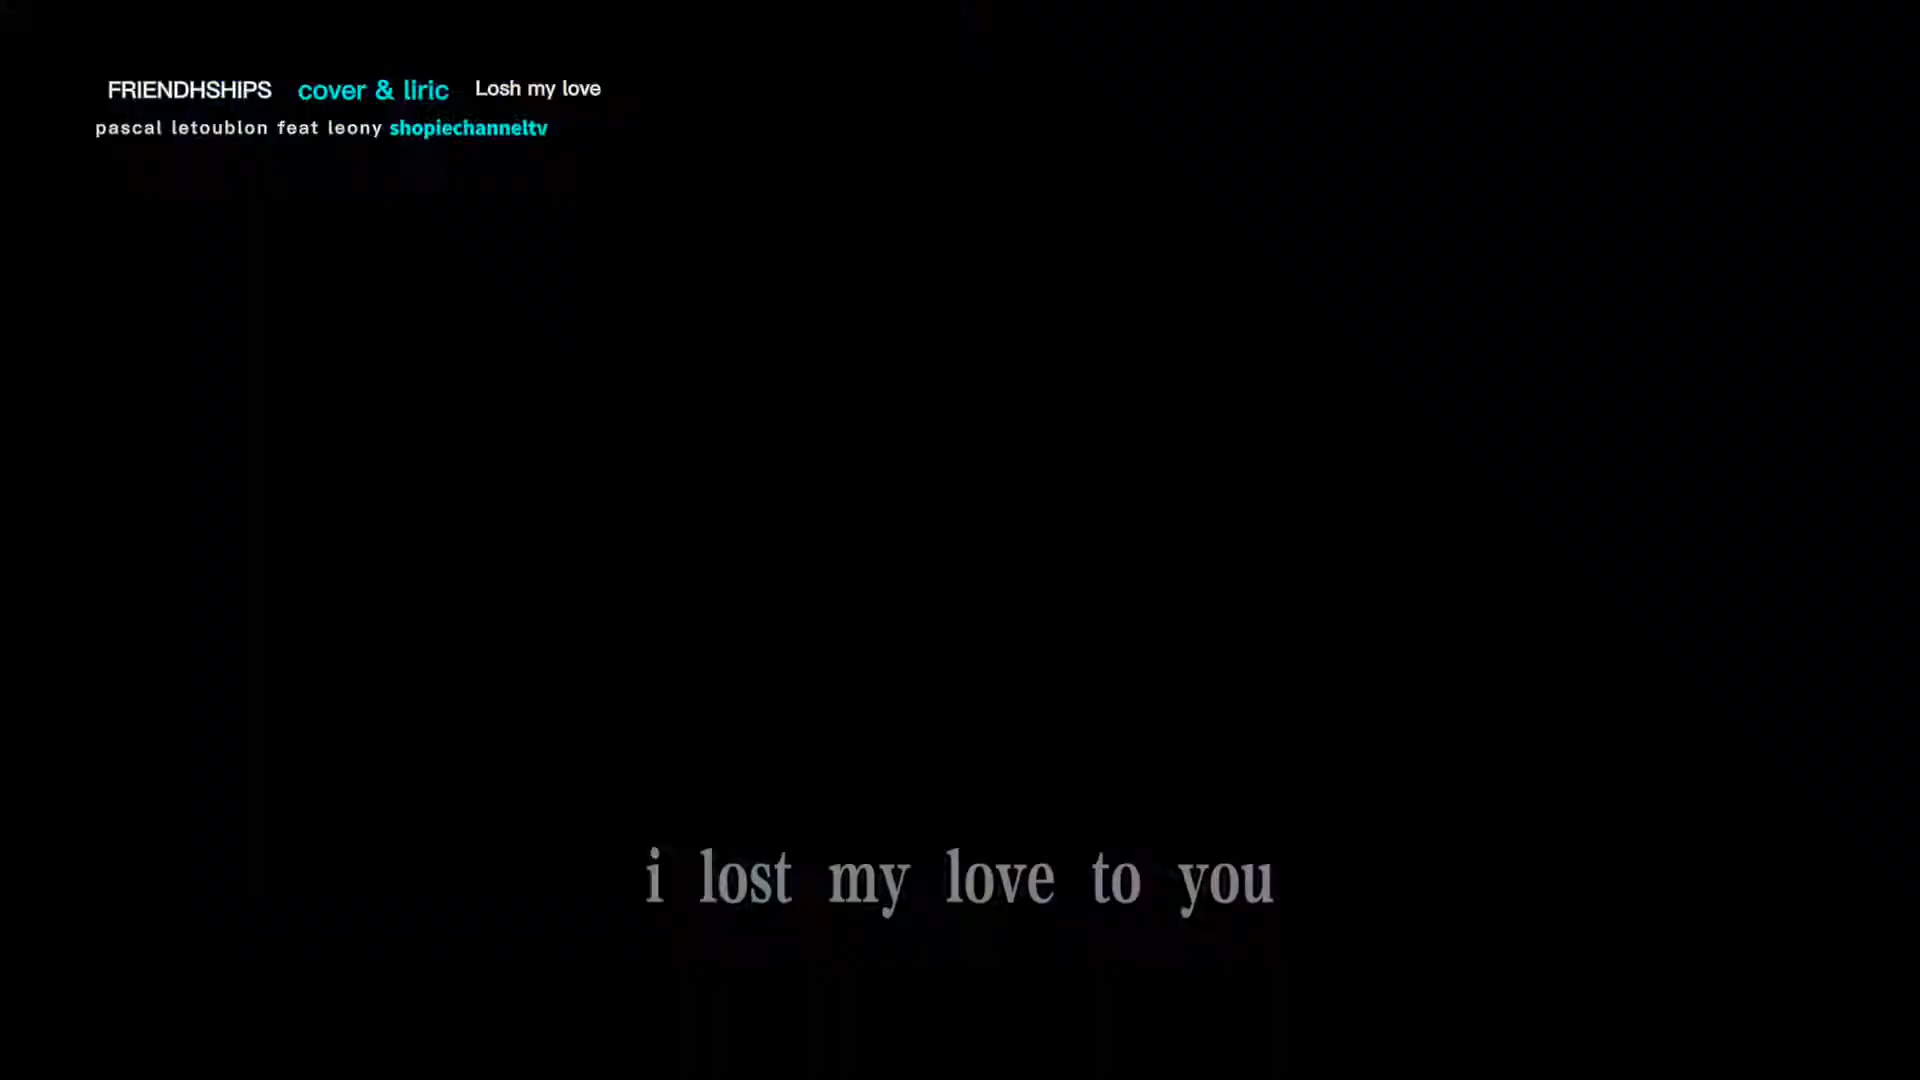 FRIENDHSHIPS cover & liric Losh my love
pascal letoublon feat leony shopiechanneltv
i lost my love to you